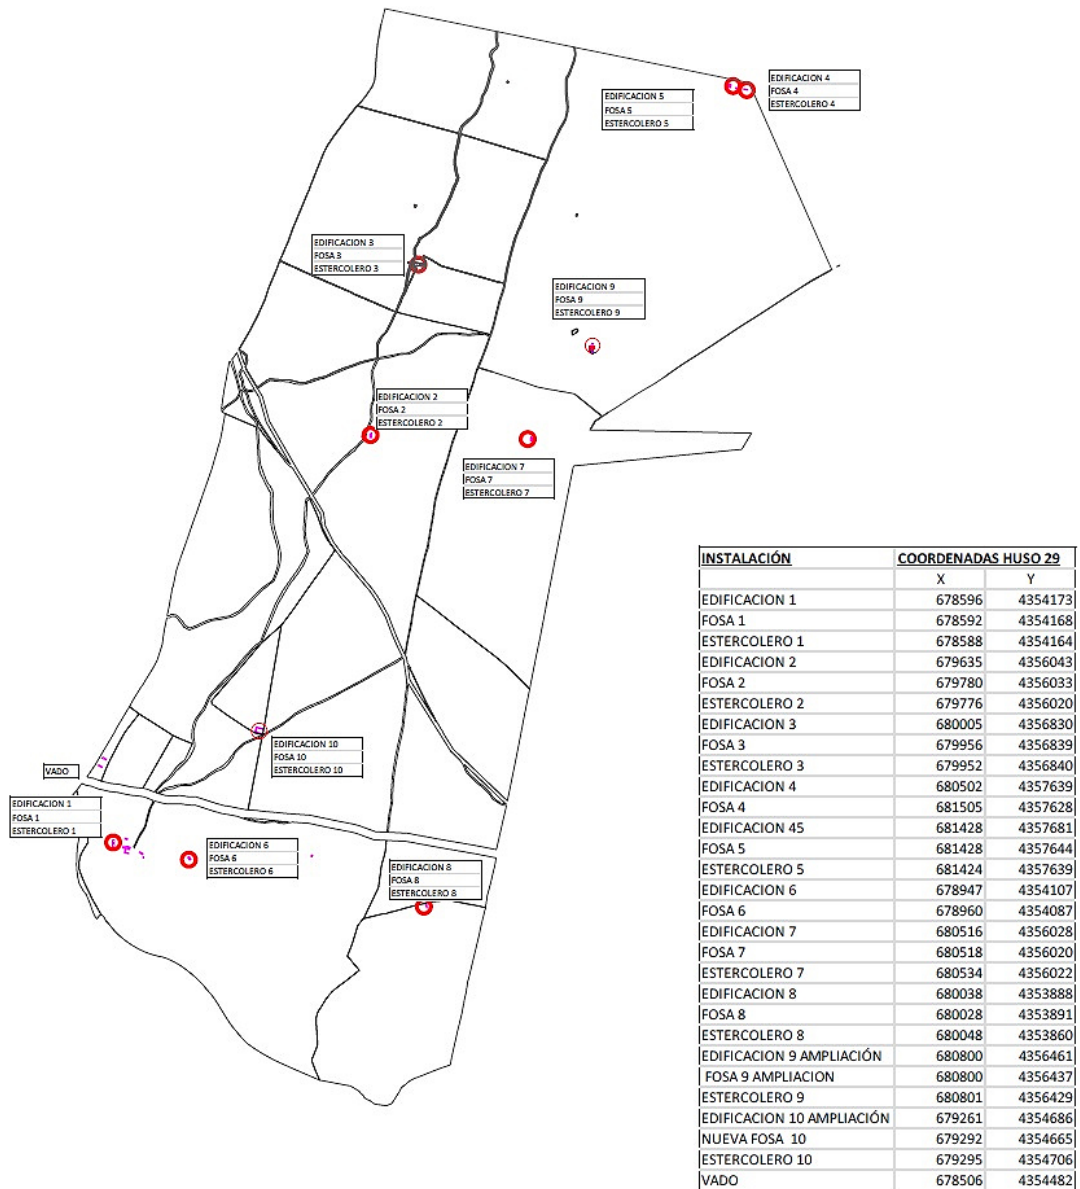 EDIFICACION 4
FOSA 4
ESTERCOLERO 4
EDIFICACION 5
FOSA 5
ESTERCOLERO 5
EDIFICACION 3
FOSA 3
ESTERCOLERO 3
EDIFICACION 9
FOSA 9
ESTERCOLERO 9
EDIFICACION 2
FOSA 2
ESTERCOLERO 2
EDIFICACION 7
FOSA 7
ESTERCOLERO 7
EDIFICACION 10
FOSA 10
ESTERCOLERO 10
VADO
EDIFICACION 1
FOSA 1
ESTERCOLERO 1
EDIFICACION 6
FOSA 6
ESTERCOLERO 6
EDIFICACION 8
FOSA 8
ESTERCOLERO 8
INSTALACIÓN COORDENADAS HUSO 29
X Y
EDIFICACION 1 678596 4354173
FOSA 1 678592 4354168
ESTERCOLERO 1 678588 4354164
EDIFICACION 2 679635 4356043
FOSA 2 679780 4356033
ESTERCOLERO 2 679776 4356020
EDIFICACION 3 680005 4356830
FOSA 3 679956 4356839
ESTERCOLERO 3 679952 4356840
EDIFICACION 4 680502 4357639
FOSA 4 681505 4357628
EDIFICACION 45 681428 4357681
FOSA 5 681428 4357644
ESTERCOLERO 5 681424 4357639
EDIFICACION 6 678947 4354107
FOSA 6 678960 4354087
EDIFICACION 7 680516 4356028
FOSA 7 680518 4356020
ESTERCOLERO 7 680534 4356022
EDIFICACION 8 680038 4353888
FOSA 8 680028 4353891
ESTERCOLERO 8 680048 4353860
EDIFICACION 9 AMPLIACIÓN 680800 4356461
FOSA 9 AMPLIACION 680800 4356437
ESTERCOLERO 9 680801 4356429
EDIFICACION 10 AMPLIACIÓN 679261 4354686
NUEVA FOSA 10 679292 4354665
ESTERCOLERO 10 679295 4354706
VADO 678506 4354482